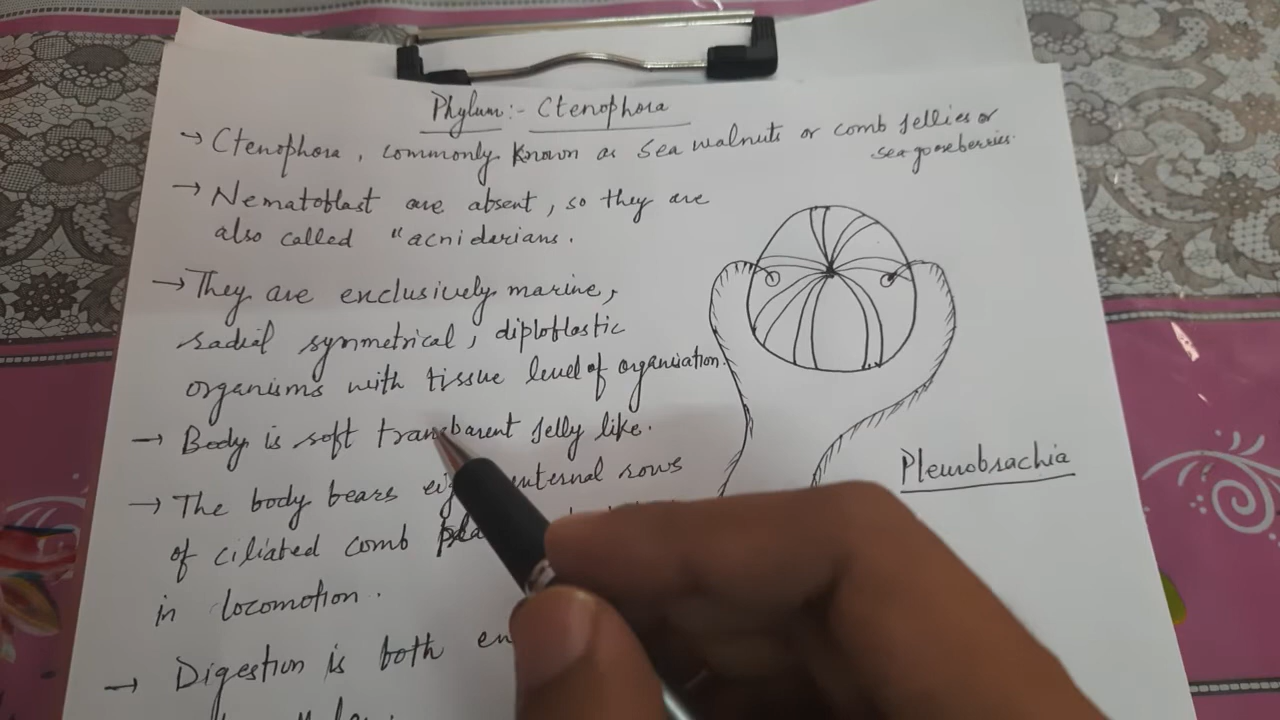 Phylum:- Ctenophora
→ Ctenophora, commonly known as sea walnuts or comb jellies or
sea gooseberries.
→ Nematoblast are absent, so they are
also called "acnidarians.
→ They are exclusively marine,
radial symmetrical, diploblastic
organisms with tissue level of organisation.
→ Body is soft transparent jelly like.
→ The body bears internal rows
of ciliated comb
in locomotion.
→ Digestion is both
Pleurobrachia